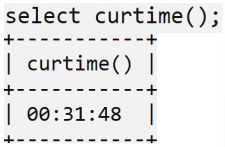 select curtime();
+-----------+
| curtime() |
+-----------+
| 00:31:48  |
+-----------+